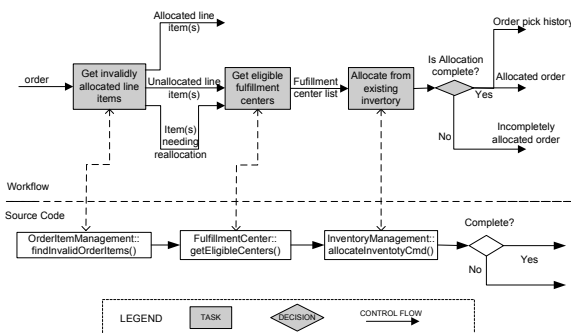 Allocated line
item(s)
order
Get invalidly
allocated line
items
Unallocated line
item(s)
Item(s)
needing
reallocation
Get eligible
fulfillment
centers
Fufillment
center list
Allocate from
existing
invertory
Is Allocation
complete?
Yes
No
Order pick history
Allocated order
Incompletely
allocated order
Workflow
Source Code
OrderItemManagement::
findInvalidOrderItems()
FulfillmentCenter::
getEligibleCenters()
InventoryManagement::
allocateInventotyCmd()
Complete?
Yes
No
LEGEND
TASK
DECISION
CONTROL FLOW